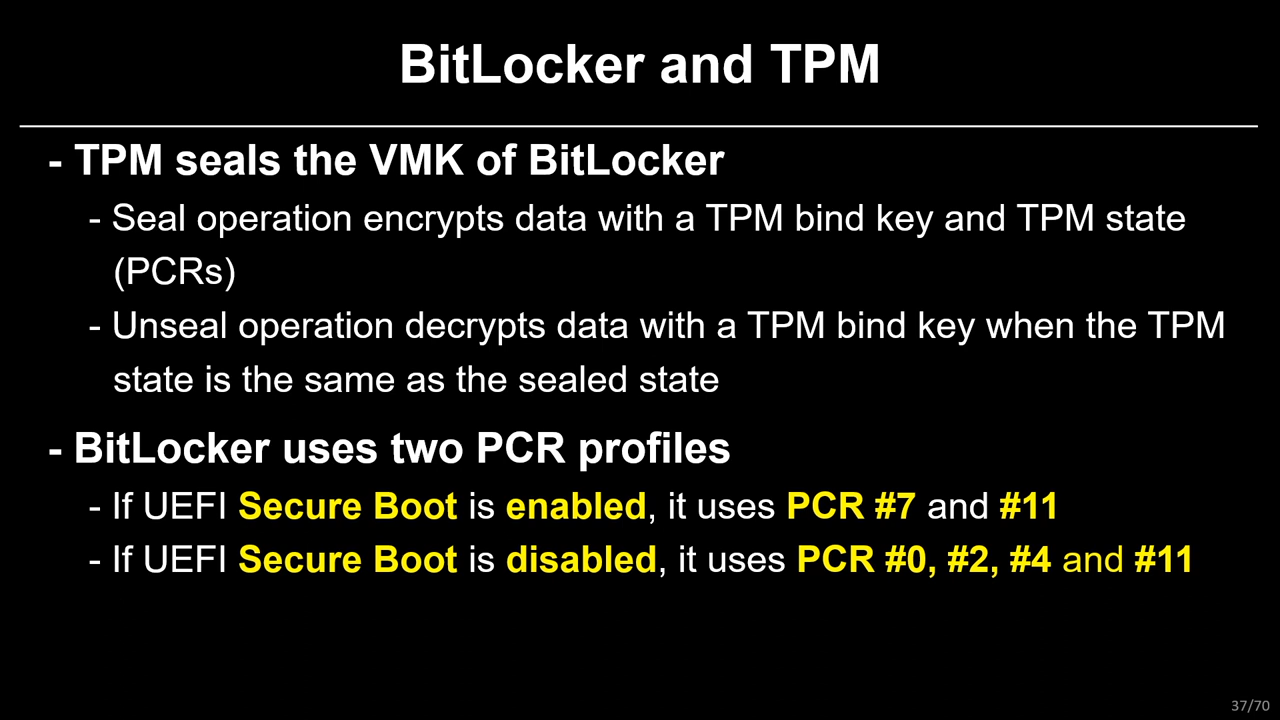 BitLocker and TPM
- TPM seals the VMK of BitLocker
- Seal operation encrypts data with a TPM bind key and TPM state
(PCRs)
- Unseal operation decrypts data with a TPM bind key when the TPM
state is the same as the sealed state
- BitLocker uses two PCR profiles
- If UEFI Secure Boot is enabled, it uses PCR #7 and #11
- If UEFI Secure Boot is disabled, it uses PCR #0, #2, #4 and #11
37/70